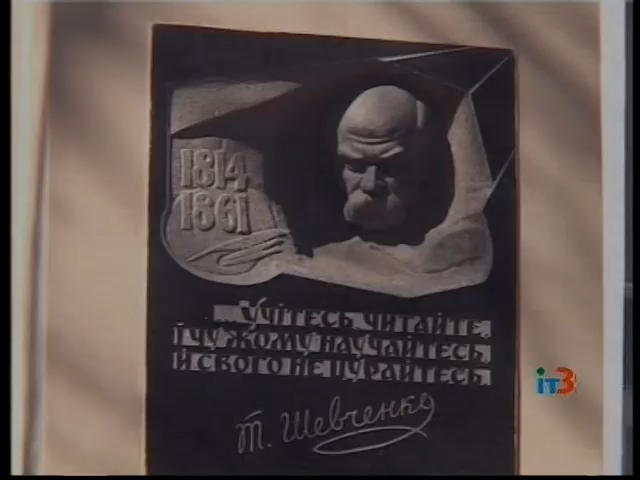 1814
1861
... УЧІТЕСЬ, ЧИТАЙТЕ,
І ЧУЖОМУ НАУЧАЙТЕСЬ,
Й СВОГО НЕ ЦУРАЙТЕСЬ.
Т. Шевченко
іт3